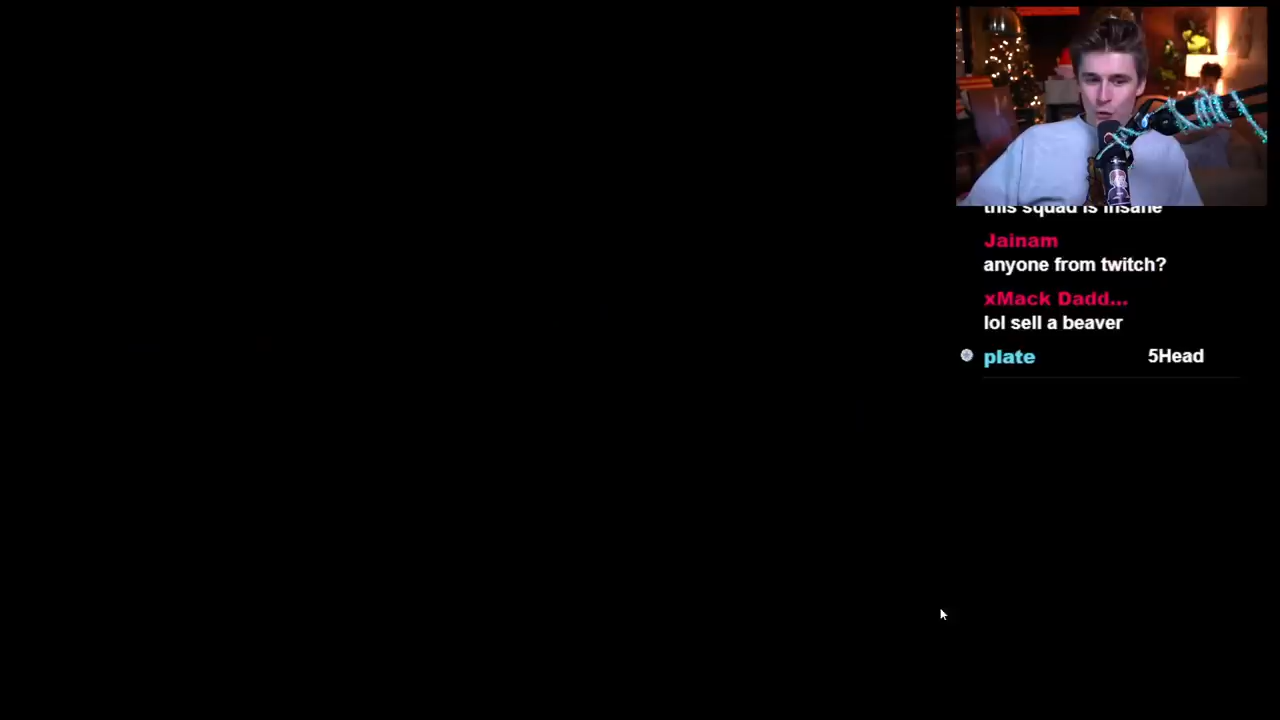 this squad is insane
Jainam
anyone from twitch?
xMack Dadd...
lol sell a beaver
plate 5Head